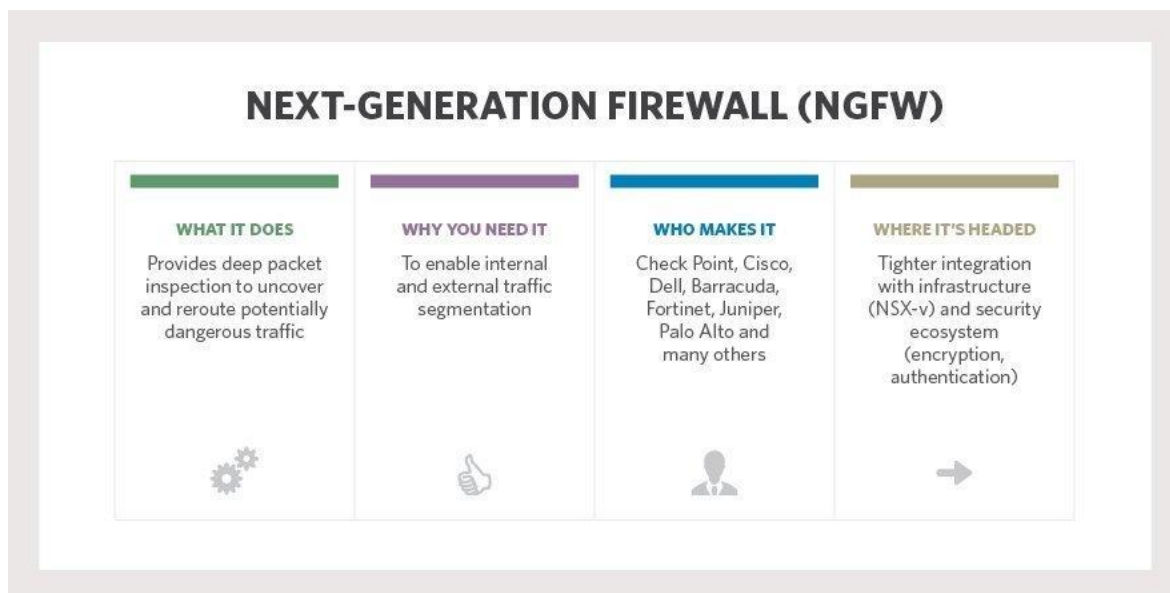 NEXT-GENERATION FIREWALL (NGFW)
WHAT IT DOES
Provides deep packet
inspection to uncover
and reroute potentially
dangerous traffic
WHY YOU NEED IT
To enable internal
and external traffic
segmentation
WHO MAKES IT
Check Point, Cisco,
Dell, Barracuda,
Fortinet, Juniper,
Palo Alto and
many others
WHERE IT'S HEADED
Tighter integration
with infrastructure
(NSX-v) and security
ecosystem
(encryption,
authentication)